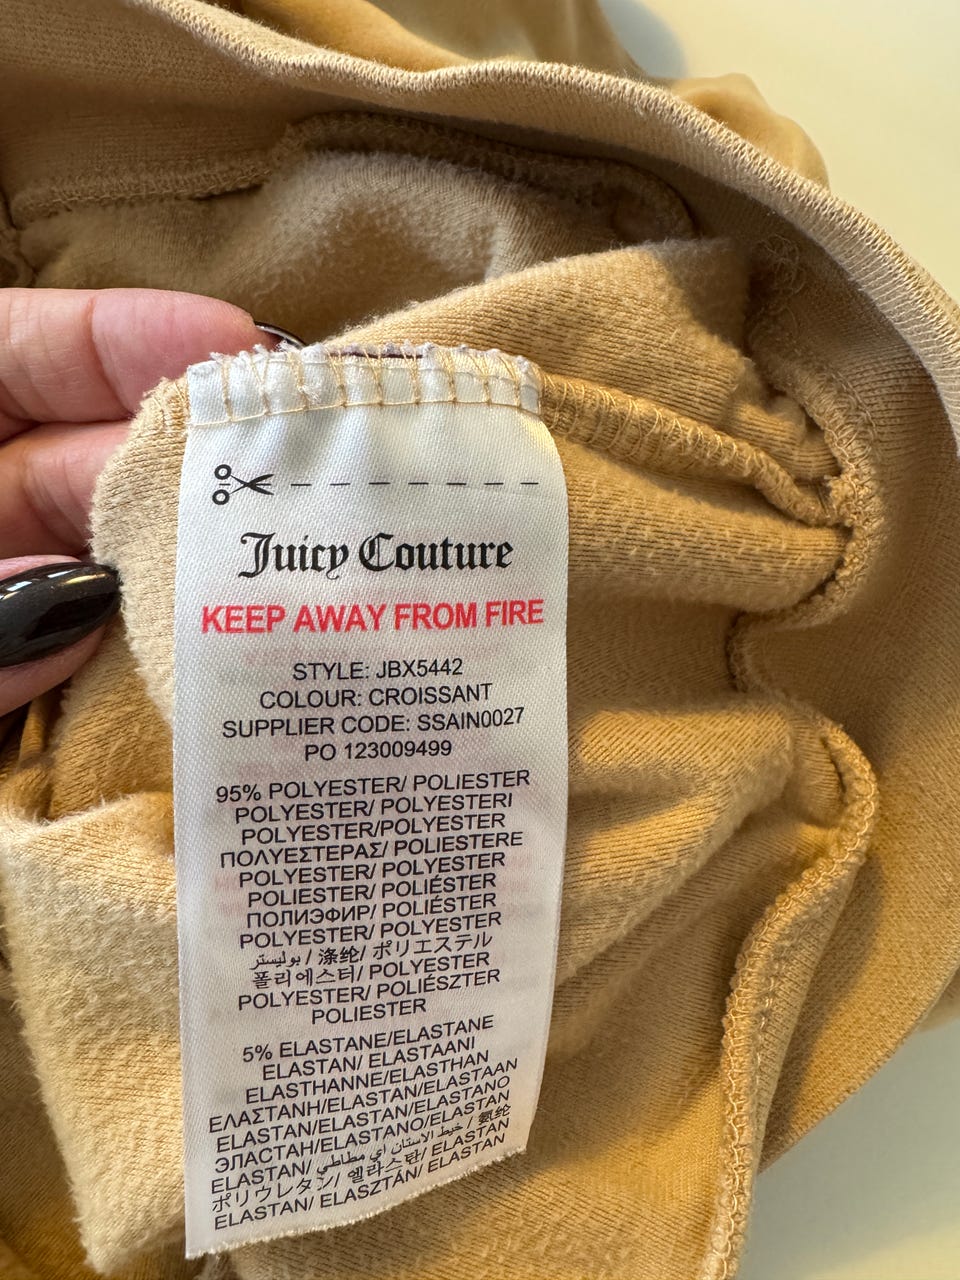 Juicy Couture
KEEP AWAY FROM FIRE
STYLE: JBX5442
COLOUR: CROISSANT
SUPPLIER CODE: SSAIN0027
PO 123009499
95% POLYESTER/ POLIESTER
POLYESTER/ POLYESTERI
POLYESTER/POLYESTER
ΠΟΛΥΕΣΤΕΡΑΣ/ POLIESTERE
POLYESTER/ POLYESTER
POLIESTER/ POLIÉSTER
ПОЛИЭФИР/ POLIÉSTER
POLYESTER/ POLYESTER
بوليستر / 涤纶/ ポリエステル
폴리에스터/ POLYESTER
POLYESTER/ POLIÉSZTER
POLIESTER
5% ELASTANE/ELASTANE
ELASTAN/ ELASTAANI
ELASTHANNE/ELASTHAN
ΕΛΑΣΤΑΝΗ/ELASTAN/ELASTAAN
ELASTAN/ELASTAN/ELASTANO
ЭЛАСТАН/ELASTANO/ELASTAN
ELASTAN/ خيط الاستان اي مطاطي / 氨纶
ポリウレタン/ 엘라스탄/ ELASTAN
ELASTAN/ ELASZTÁN/ ELASTAN